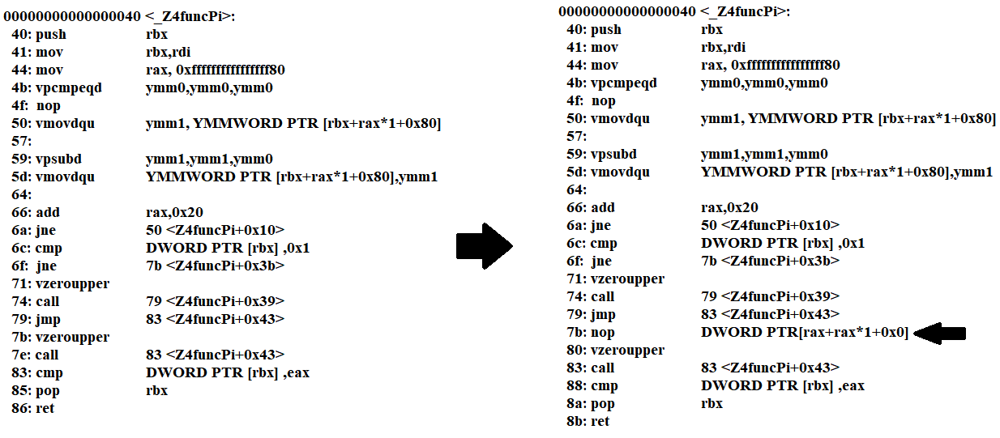 00000000000000040 <_Z4funcPi>:
40: push rbx
41: mov rbx,rdi
44: mov rax, 0xffffffffffffff80
4b: vpcmpeqd ymm0,ymm0,ymm0
4f: nop
50: vmovdqu ymm1, YMMWORD PTR [rbx+rax*1+0x80]
57:
59: vpsubd ymm1,ymm1,ymm0
5d: vmovdqu YMMWORD PTR [rbx+rax*1+0x80],ymm1
64:
66: add rax,0x20
6a: jne 50 <Z4funcPi+0x10>
6c: cmp DWORD PTR [rbx] ,0x1
6f: jne 7b <Z4funcPi+0x3b>
71: vzeroupper
74: call 79 <Z4funcPi+0x39>
79: jmp 83 <Z4funcPi+0x43>
7b: vzeroupper
7e: call 83 <Z4funcPi+0x43>
83: cmp DWORD PTR [rbx] ,eax
85: pop rbx
86: ret
00000000000000040 <_Z4funcPi>:
40: push rbx
41: mov rbx,rdi
44: mov rax, 0xffffffffffffff80
4b: vpcmpeqd ymm0,ymm0,ymm0
4f: nop
50: vmovdqu ymm1, YMMWORD PTR [rbx+rax*1+0x80]
57:
59: vpsubd ymm1,ymm1,ymm0
5d: vmovdqu YMMWORD PTR [rbx+rax*1+0x80],ymm1
64:
66: add rax,0x20
6a: jne 50 <Z4funcPi+0x10>
6c: cmp DWORD PTR [rbx] ,0x1
6f: jne 7b <Z4funcPi+0x3b>
71: vzeroupper
74: call 79 <Z4funcPi+0x39>
79: jmp 83 <Z4funcPi+0x43>
7b: nop DWORD PTR[rax+rax*1+0x0]
80: vzeroupper
83: call 83 <Z4funcPi+0x43>
88: cmp DWORD PTR [rbx] ,eax
8a: pop rbx
8b: ret